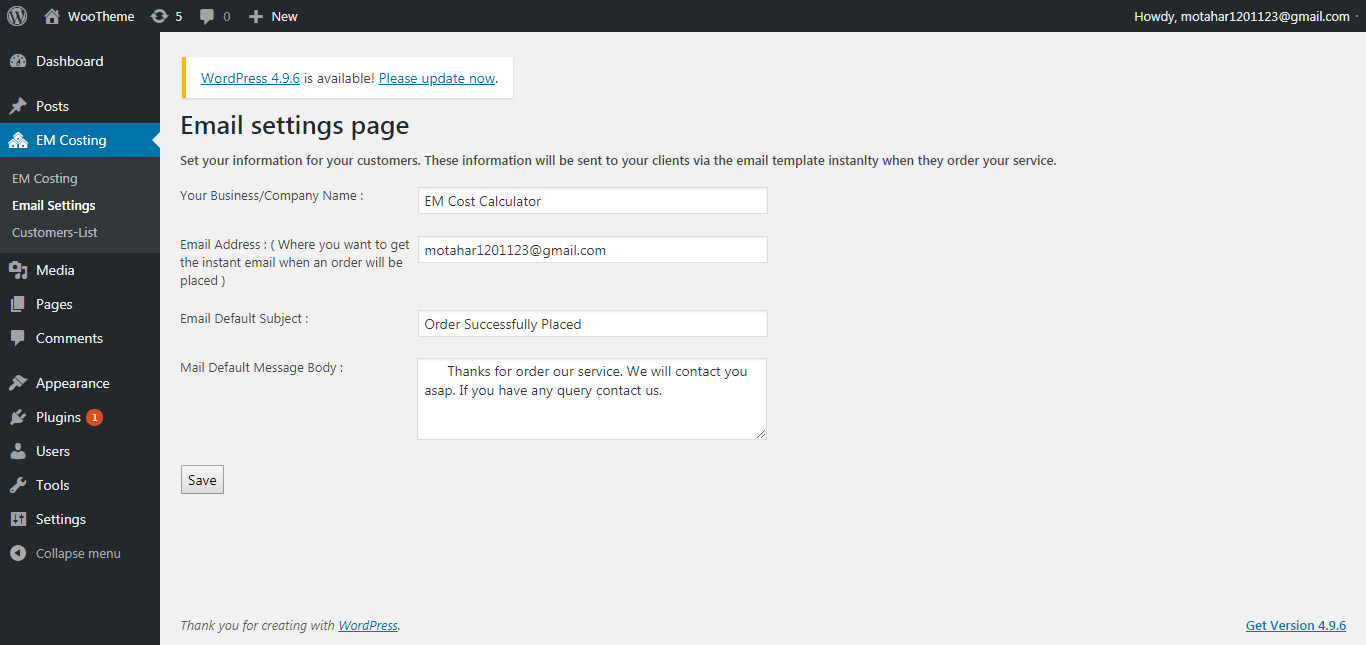 WooTheme 5 0 New Howdy, motahar1201123@gmail.com
Dashboard
Posts
EM Costing
EM Costing
Email Settings
Customers-List
Media
Pages
Comments
Appearance
Plugins 1
Users
Tools
Settings
Collapse menu
WordPress 4.9.6 is available! Please update now.
Email settings page
Set your information for your customers. These information will be sent to your clients via the email template instanlty when they order your service.
Your Business/Company Name : EM Cost Calculator
Email Address : ( Where you want to get motahar1201123@gmail.com
the instant email when an order will be
placed )
Email Default Subject : Order Successfully Placed
Mail Default Message Body : Thanks for order our service. We will contact you
asap. If you have any query contact us.
Save
Thank you for creating with WordPress. Get Version 4.9.6